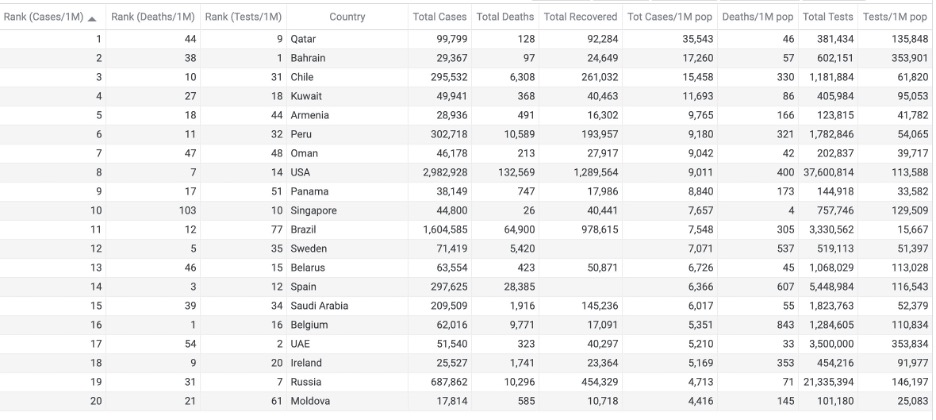 Rank (Cases/1M) ▲ Rank (Deaths/1M) Rank (Tests/1M) Country Total Cases Total Deaths Total Recovered Tot Cases/1M pop Deaths/1M pop Total Tests Tests/1M pop
1 44 9 Qatar 99,799 128 92,284 35,543 46 381,434 135,848
2 38 1 Bahrain 29,367 97 24,649 17,260 57 602,151 353,901
3 10 31 Chile 295,532 6,308 261,032 15,458 330 1,181,884 61,820
4 27 18 Kuwait 49,941 368 40,463 11,693 86 405,984 95,053
5 18 44 Armenia 28,936 491 16,302 9,765 166 123,815 41,782
6 11 32 Peru 302,718 10,589 193,957 9,180 321 1,782,846 54,065
7 47 48 Oman 46,178 213 27,917 9,042 42 202,837 39,717
8 7 14 USA 2,982,928 132,569 1,289,564 9,011 400 37,600,814 113,588
9 17 51 Panama 38,149 747 17,986 8,840 173 144,918 33,582
10 103 10 Singapore 44,800 26 40,441 7,657 4 757,746 129,509
11 12 77 Brazil 1,604,585 64,900 978,615 7,548 305 3,330,562 15,667
12 5 35 Sweden 71,419 5,420 7,071 537 519,113 51,397
13 46 15 Belarus 63,554 423 50,871 6,726 45 1,068,029 113,028
14 3 12 Spain 297,625 28,385 6,366 607 5,448,984 116,543
15 39 34 Saudi Arabia 209,509 1,916 145,236 6,017 55 1,823,763 52,379
16 1 16 Belgium 62,016 9,771 17,091 5,351 843 1,284,605 110,834
17 54 2 UAE 51,540 323 40,297 5,210 33 3,500,000 353,834
18 9 20 Ireland 25,527 1,741 23,364 5,169 353 454,216 91,977
19 31 7 Russia 687,862 10,296 454,329 4,713 71 21,335,394 146,197
20 21 61 Moldova 17,814 585 10,718 4,416 145 101,180 25,083